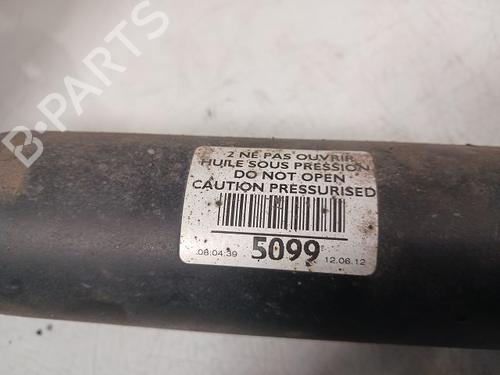 B-PARTS
2 NE PAS OUVRIR
HUILE SOUS PRESSION
DO NOT OPEN
CAUTION PRESSURISED
08:04:39 5099 12.06.12